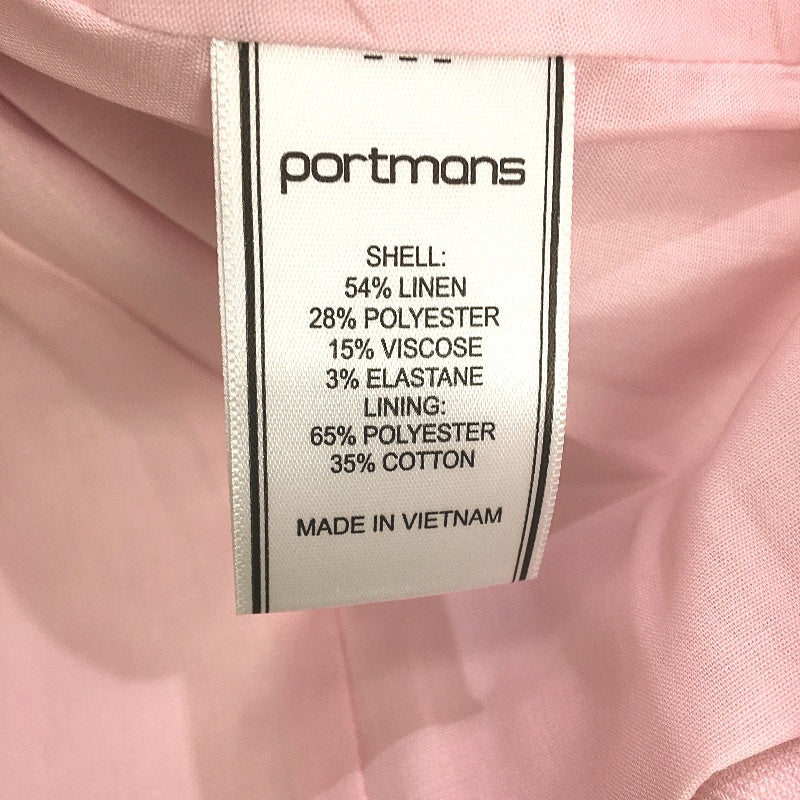 portmans
SHELL:
54% LINEN
28% POLYESTER
15% VISCOSE
3% ELASTANE
LINING:
65% POLYESTER
35% COTTON
MADE IN VIETNAM